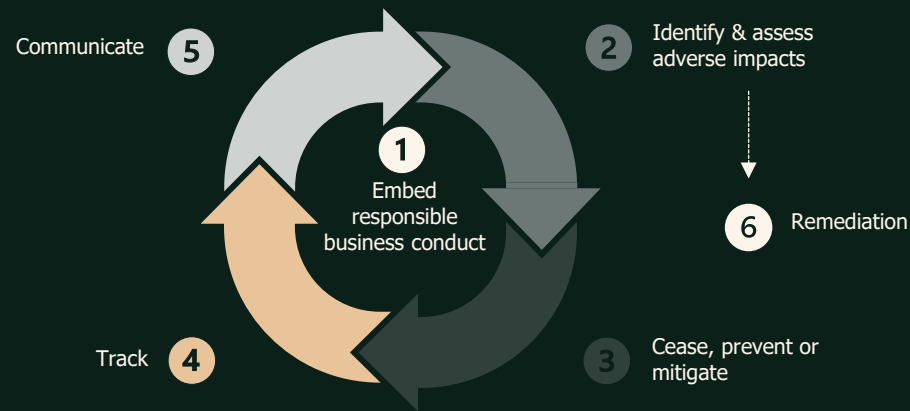 1
Embed
responsible
business conduct
2
Identify & assess
adverse impacts
3
Cease, prevent or
mitigate
4
Track
5
Communicate
6
Remediation